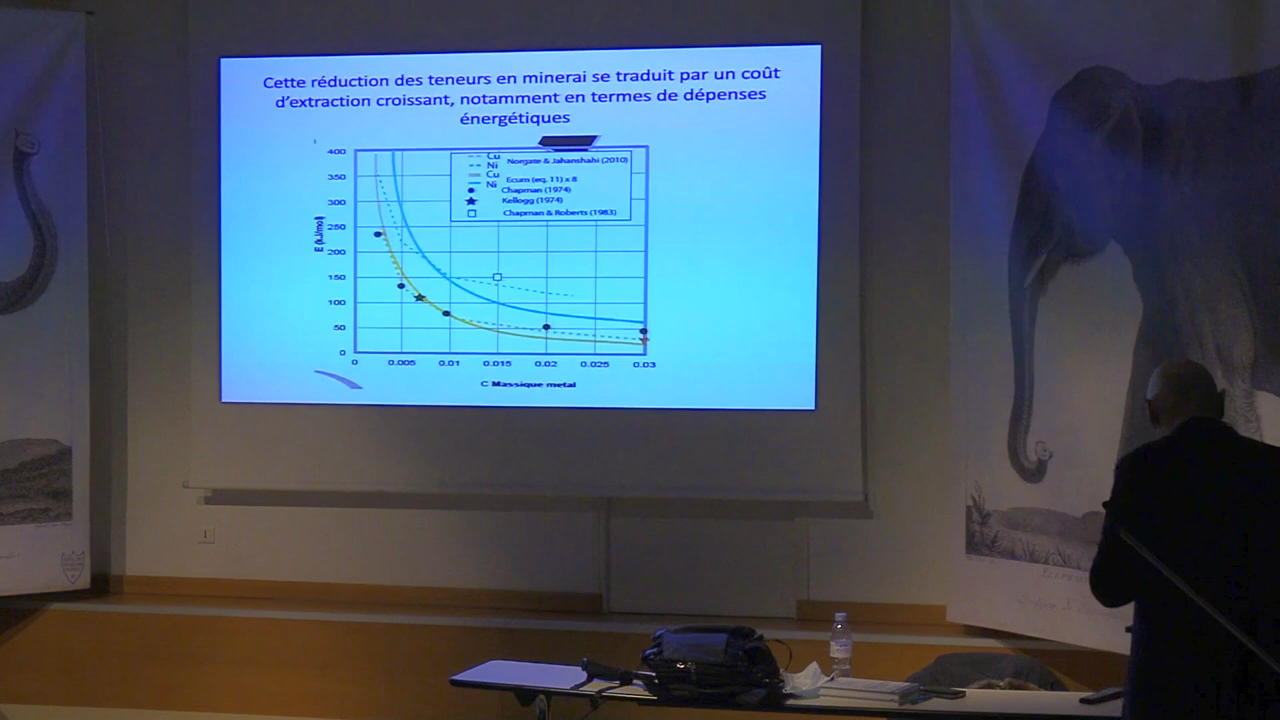 Cette réduction des teneurs en minerai se traduit par un coût
d'extraction croissant, notamment en termes de dépenses
énergétiques
400
350
300
250
200
150
100
50
0
E (kJ/mol)
Cu
Ni
Norgate & Jahanshahi (2010)
Cu
Ni
Ecum (eq, 11) x 8
Chapman (1974)
Kellogg (1974)
Chapman & Roberts (1983)
0 0.005 0.01 0.015 0.02 0.025 0.03
C Massique metal
1